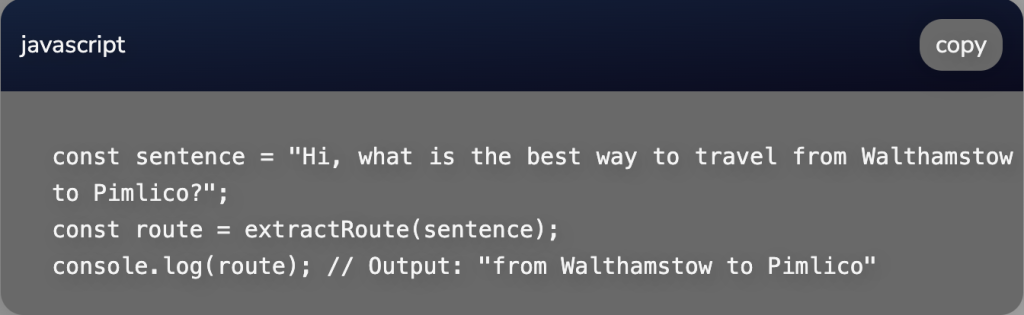 javascript
copy
const sentence = "Hi, what is the best way to travel from Walthamstow
to Pimlico?";
const route = extractRoute(sentence);
console.log(route); // Output: "from Walthamstow to Pimlico"